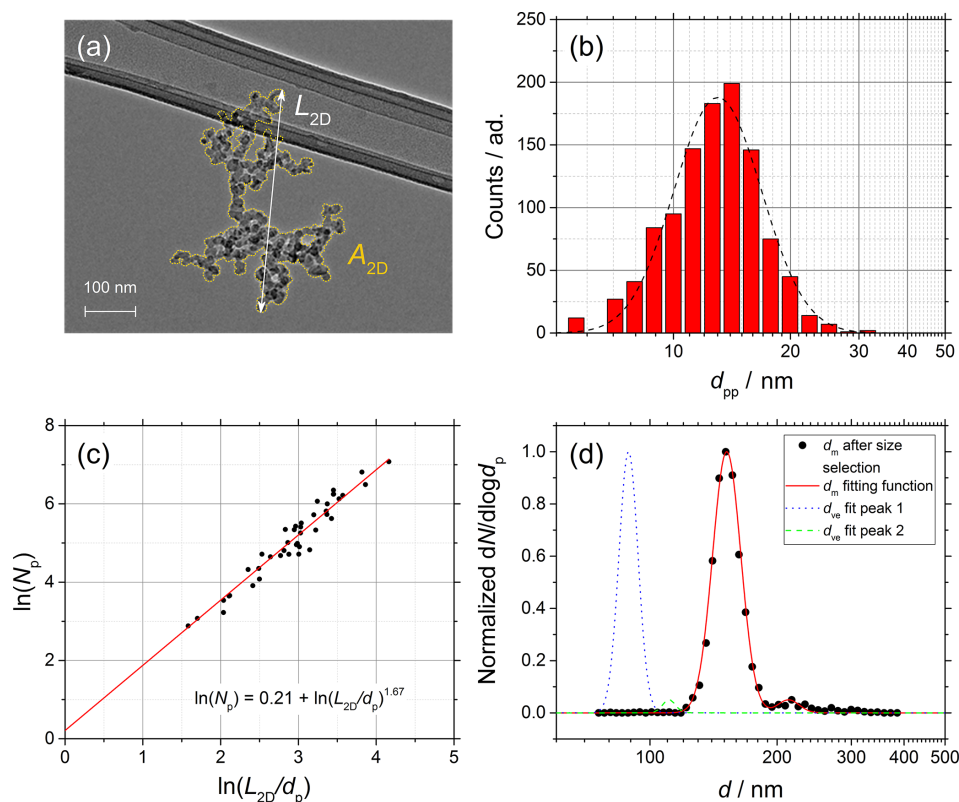 (a)
L2D
A2D
100 nm
(b)
Counts / ad.
250
200
150
100
50
0
10
20
30
40
50
dpp / nm
(c)
ln(Np)
8
6
4
2
0
ln(Np) = 0.21 + ln(L2D/dp)^1.67
0
1
2
3
4
5
ln(L2D/dp)
(d)
Normalized dN/dlogdp
1.0
0.8
0.6
0.4
0.2
0.0
dm after size
selection
dm fitting function
dve fit peak 1
dve fit peak 2
100
200
300
400
500
d / nm